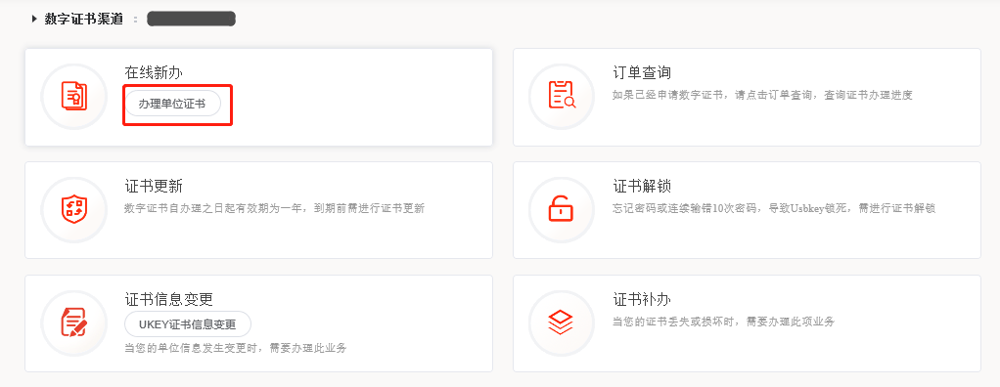 数字证书渠道 :
在线新办
办理单位证书
订单查询
如果已经申请数字证书，请点击订单查询，查询证书办理进度
证书更新
数字证书自办理之日起有效期为一年，到期前需进行证书更新
证书解锁
忘记密码或连续输错10次密码，导致Usbkey锁死，需进行证书解锁
证书信息变更
UKEY证书信息变更
当您的单位信息发生变更时，需要办理此业务
证书补办
当您的证书丢失或损坏时，需要办理此项业务